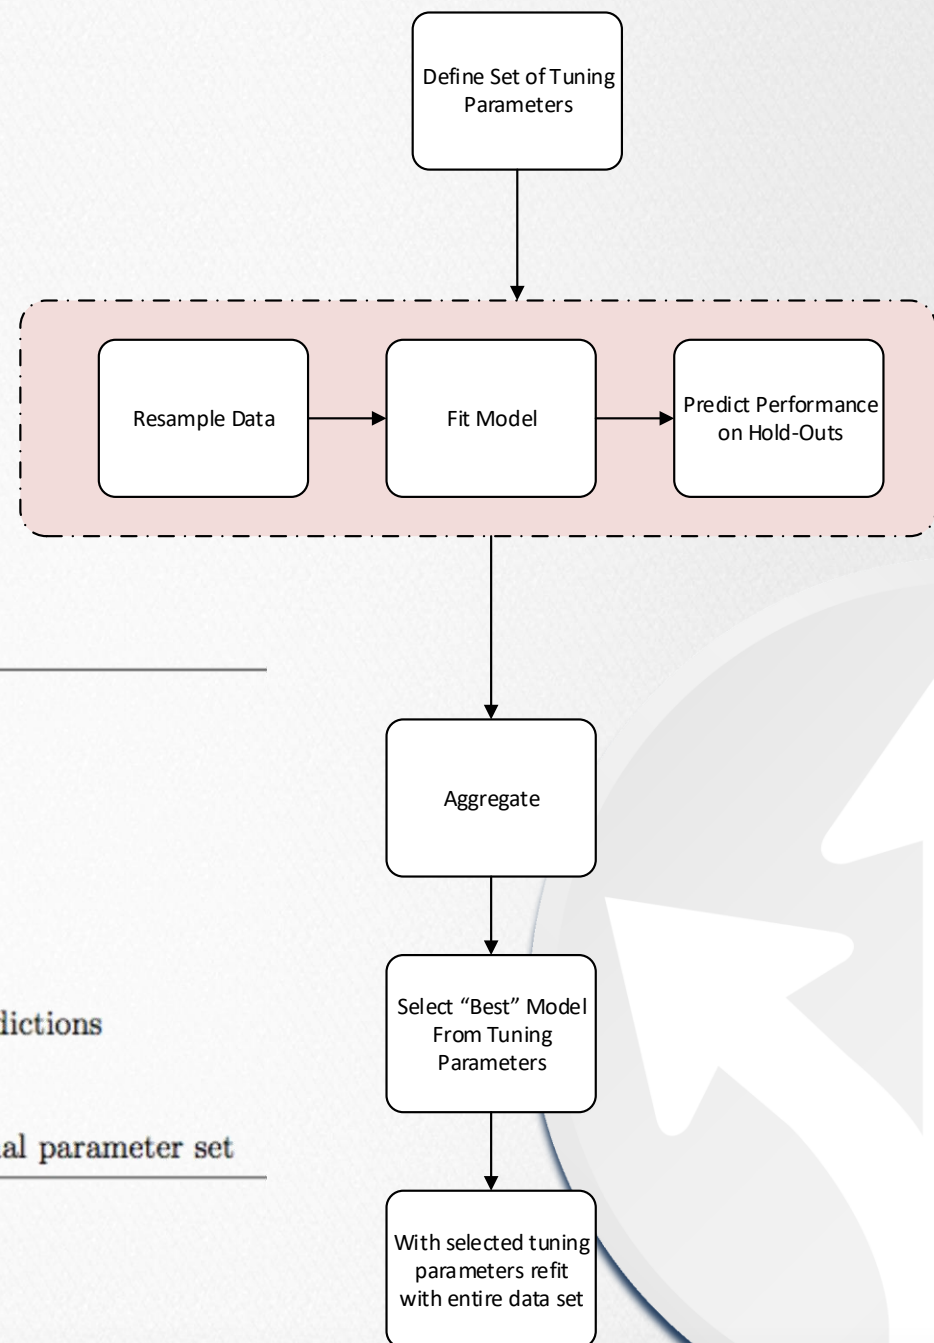 Define Set of Tuning
Parameters
Resample Data
Fit Model
Predict Performance
on Hold-Outs
Aggregate
Select “Best” Model
From Tuning
Parameters
dictions
al parameter set
With selected tuning
parameters refit
with entire data set